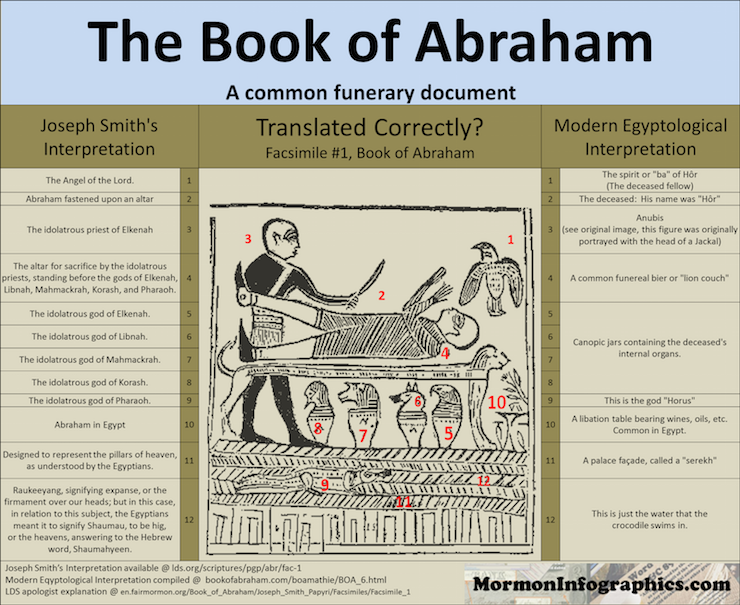 The Book of Abraham
A common funerary document
Joseph Smith's
Interpretation
Translated Correctly?
Facsimile #1, Book of Abraham
Modern Egyptological
Interpretation
The Angel of the Lord.
1
Abraham fastened upon an altar
2
The idolatrous priest of Elkenah
3
The altar for sacrifice by the idolatrous
priests, standing before the gods of Elkenah,
Libnah, Mahmackrah, Korash, and Pharaoh.
4
The idolatrous god of Elkenah.
5
The idolatrous god of Libnah.
6
The idolatrous god of Mahmackrah.
7
The idolatrous god of Korash.
8
The idolatrous god of Pharaoh.
9
Abraham in Egypt
10
Designed to represent the pillars of heaven,
as understood by the Egyptians.
11
Raukeeyang, signifying expanse, or the
firmament over our heads; but in this case,
in relation to this subject, the Egyptians
meant it to signify Shaumau, to be hig,
or the heavens, answering to the Hebrew
word, Shaumahyeen.
12
3
1
2
4
6
10
8
7
5
9
12
11
1
The spirit or "ba" of Hôr
(The deceased fellow)
2
The deceased: His name was "Hôr"
3
Anubis
(see original image, this figure was originally
portrayed with the head of a Jackal)
4
A common funereal bier or "lion couch"
5
6
7
8
Canopic jars containing the deceased's
internal organs.
9
This is the god "Horus"
10
A libation table bearing wines, oils, etc.
Common in Egypt.
11
A palace façade, called a "serekh"
12
This is just the water that the
crocodile swims in.
Joseph Smith's Interpretation available @ lds.org/scriptures/pgp/abr/fac-1
Modern Eqyptological Interpretation compiled @ bookofabraham.com/boamathie/BOA_6.html
LDS apologist explanation @ en.fairmormon.org/Book_of_Abraham/Joseph_Smith_Papyri/Facsimiles/Facsimile_1
MormonInfographics.com